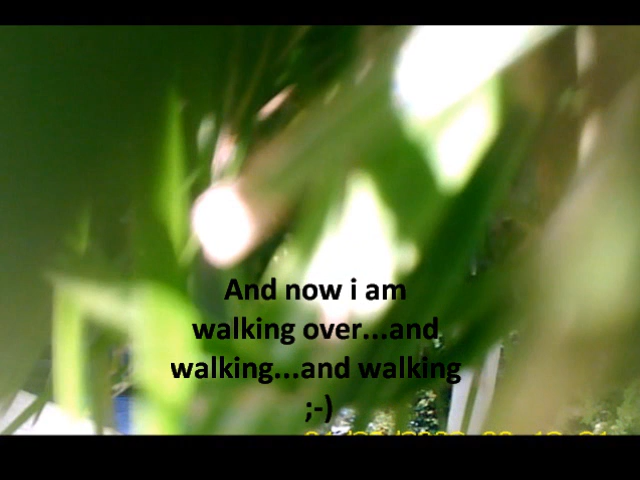 And now i am
walking over...and
walking...and walking
;-)